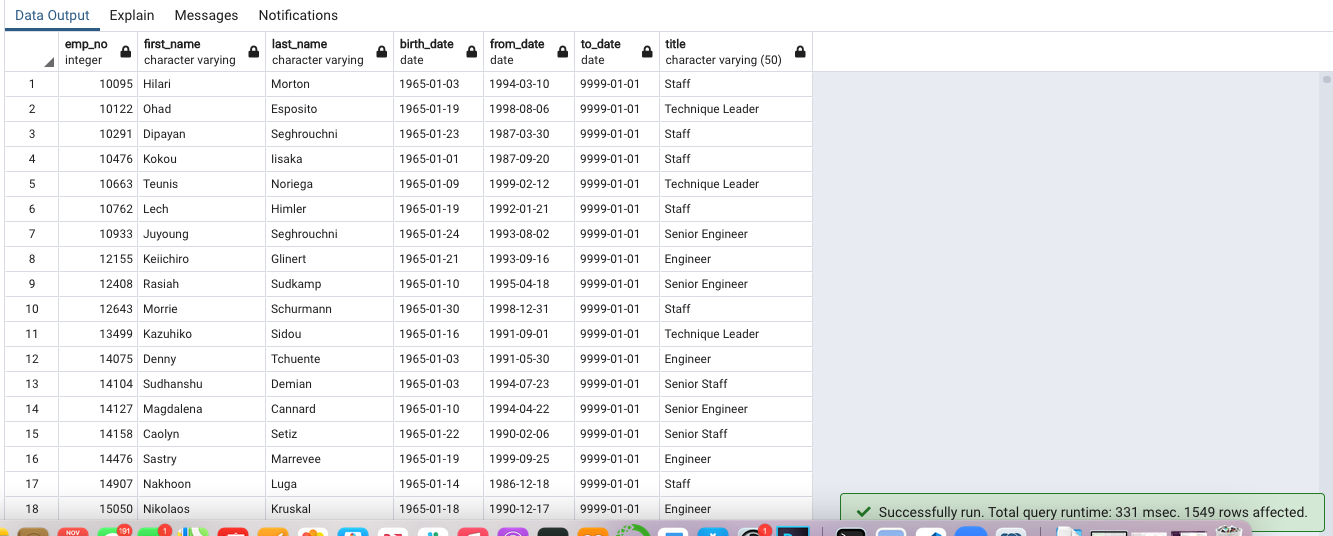 Data Output Explain Messages Notifications
emp_no first_name last_name birth_date from_date to_date title
integer character varying character varying date date date character varying (50)
1 10095 Hilari Morton 1965-01-03 1994-03-10 9999-01-01 Staff
2 10122 Ohad Esposito 1965-01-19 1998-08-06 9999-01-01 Technique Leader
3 10291 Dipayan Seghrouchni 1965-01-23 1987-03-30 9999-01-01 Staff
4 10476 Kokou Iisaka 1965-01-01 1987-09-20 9999-01-01 Staff
5 10663 Teunis Noriega 1965-01-09 1999-02-12 9999-01-01 Technique Leader
6 10762 Lech Himler 1965-01-19 1992-01-21 9999-01-01 Staff
7 10933 Juyoung Seghrouchni 1965-01-24 1993-08-02 9999-01-01 Senior Engineer
8 12155 Keiichiro Glinert 1965-01-21 1993-09-16 9999-01-01 Engineer
9 12408 Rasiah Sudkamp 1965-01-10 1995-04-18 9999-01-01 Senior Engineer
10 12643 Morrie Schurmann 1965-01-30 1998-12-31 9999-01-01 Staff
11 13499 Kazuhiko Sidou 1965-01-16 1991-09-01 9999-01-01 Technique Leader
12 14075 Denny Tchuente 1965-01-03 1991-05-30 9999-01-01 Engineer
13 14104 Sudhanshu Demian 1965-01-03 1994-07-23 9999-01-01 Senior Staff
14 14127 Magdalena Cannard 1965-01-10 1994-04-22 9999-01-01 Senior Engineer
15 14158 Caolyn Setiz 1965-01-22 1990-02-06 9999-01-01 Senior Staff
16 14476 Sastry Marrevee 1965-01-19 1999-09-25 9999-01-01 Engineer
17 14907 Nakhoon Luga 1965-01-14 1986-12-18 9999-01-01 Staff
18 15050 Nikolaos Kruskal 1965-01-18 1990-12-17 9999-01-01 Engineer
Successfully run. Total query runtime: 331 msec. 1549 rows affected.
NOV 191 1 1